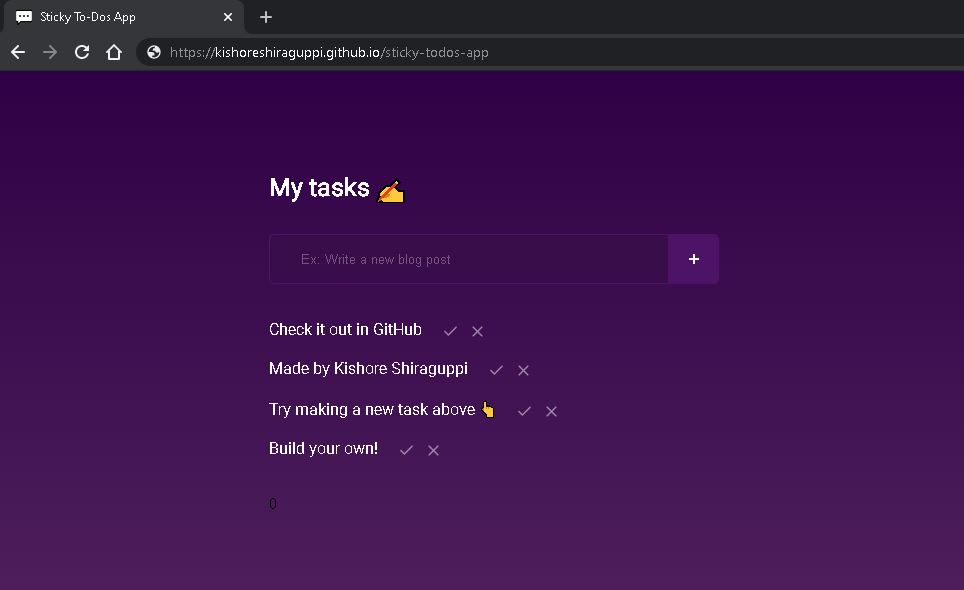 Sticky To-Dos App
https://kishoreshiraguppi.github.io/sticky-todos-app
My tasks ✍️
Ex: Write a new blog post
+
Check it out in GitHub
Made by Kishore Shiraguppi
Try making a new task above 👆
Build your own!
0